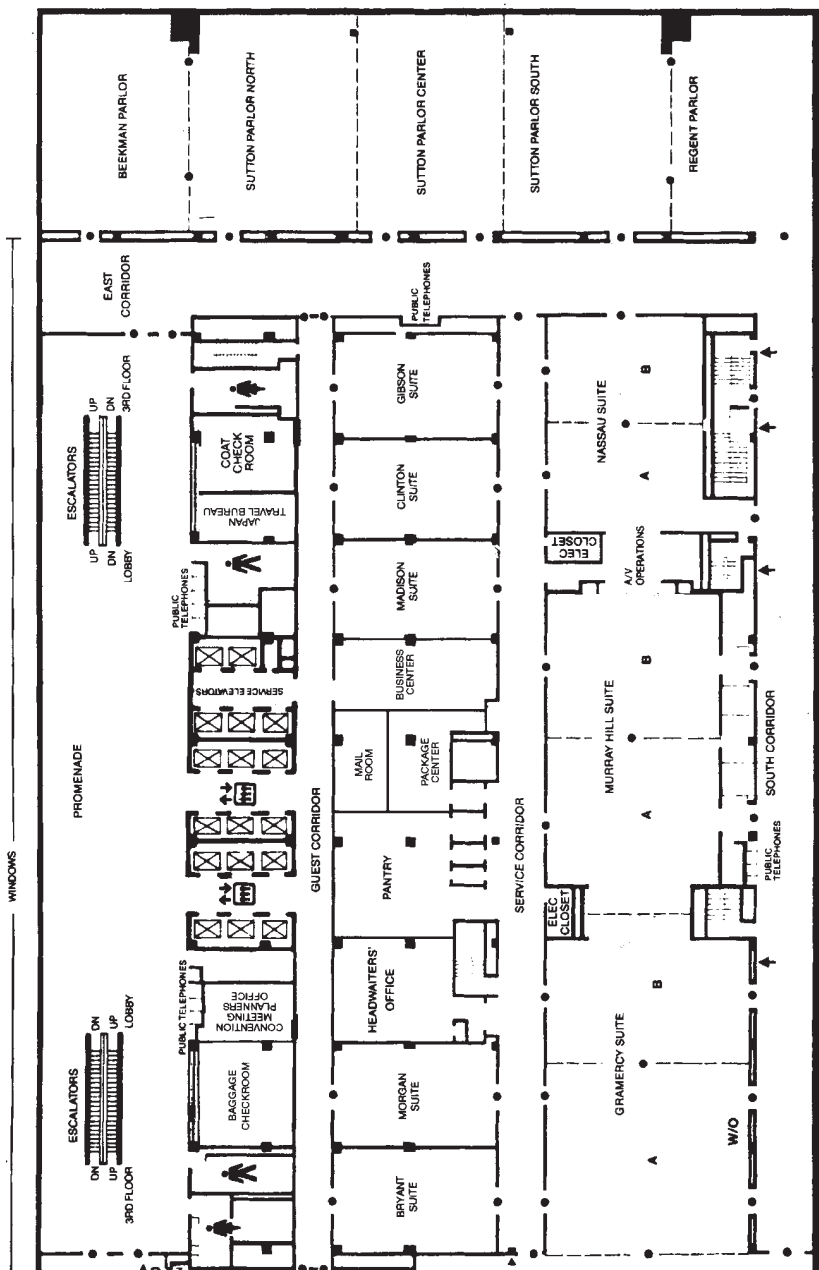 BEEKMAN PARLOR
SUTTON PARLOR NORTH
SUTTON PARLOR CENTER
SUTTON PARLOR SOUTH
REGENT PARLOR
EAST
CORRIDOR
PUBLIC
TELEPHONES
WINDOWS
PROMENADE
ESCALATORS
UP
DN
3RD FLOOR
UP
DN
LOBBY
COAT
CHECK
ROOM
JAPAN
TRAVEL BUREAU
PUBLIC
TELEPHONES
SERVICE ELEVATORS
GUEST CORRIDOR
GIBSON
SUITE
CLINTON
SUITE
MADISON
SUITE
BUSINESS
CENTER
MAIL
ROOM
PACKAGE
CENTER
PANTRY
HEADWAITERS'
OFFICE
MORGAN
SUITE
BRYANT
SUITE
SERVICE CORRIDOR
NASSAU SUITE
B
A
ELEC
CLOSET
A/V
OPERATIONS
MURRAY HILL SUITE
B
A
SOUTH CORRIDOR
PUBLIC
TELEPHONES
ELEC
CLOSET
GRAMERCY SUITE
B
A
W/O
PUBLIC TELEPHONES
CONVENTION
MEETING
PLANNERS
OFFICE
BAGGAGE
CHECKROOM
ESCALATORS
DN
UP
LOBBY
DN
UP
3RD FLOOR